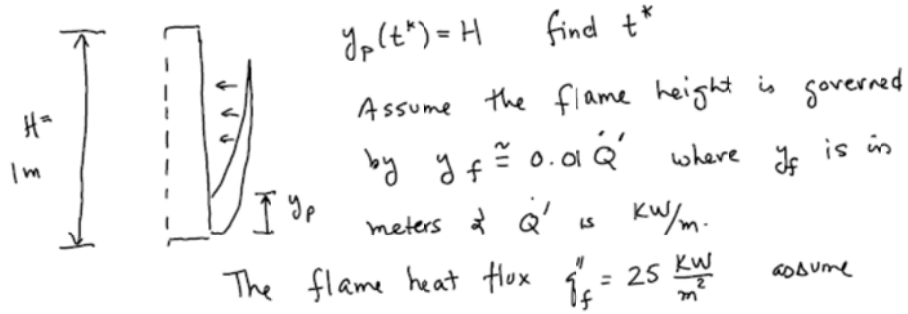 y_p(t*) = H find t*
Assume the flame height is governed
H =
1m
by y_f ≅ 0.01 Q̇' where y_f is in
y_p
meters & Q̇' is KW/m.
The flame heat flux q̇"_f = 25 KW/m² assume